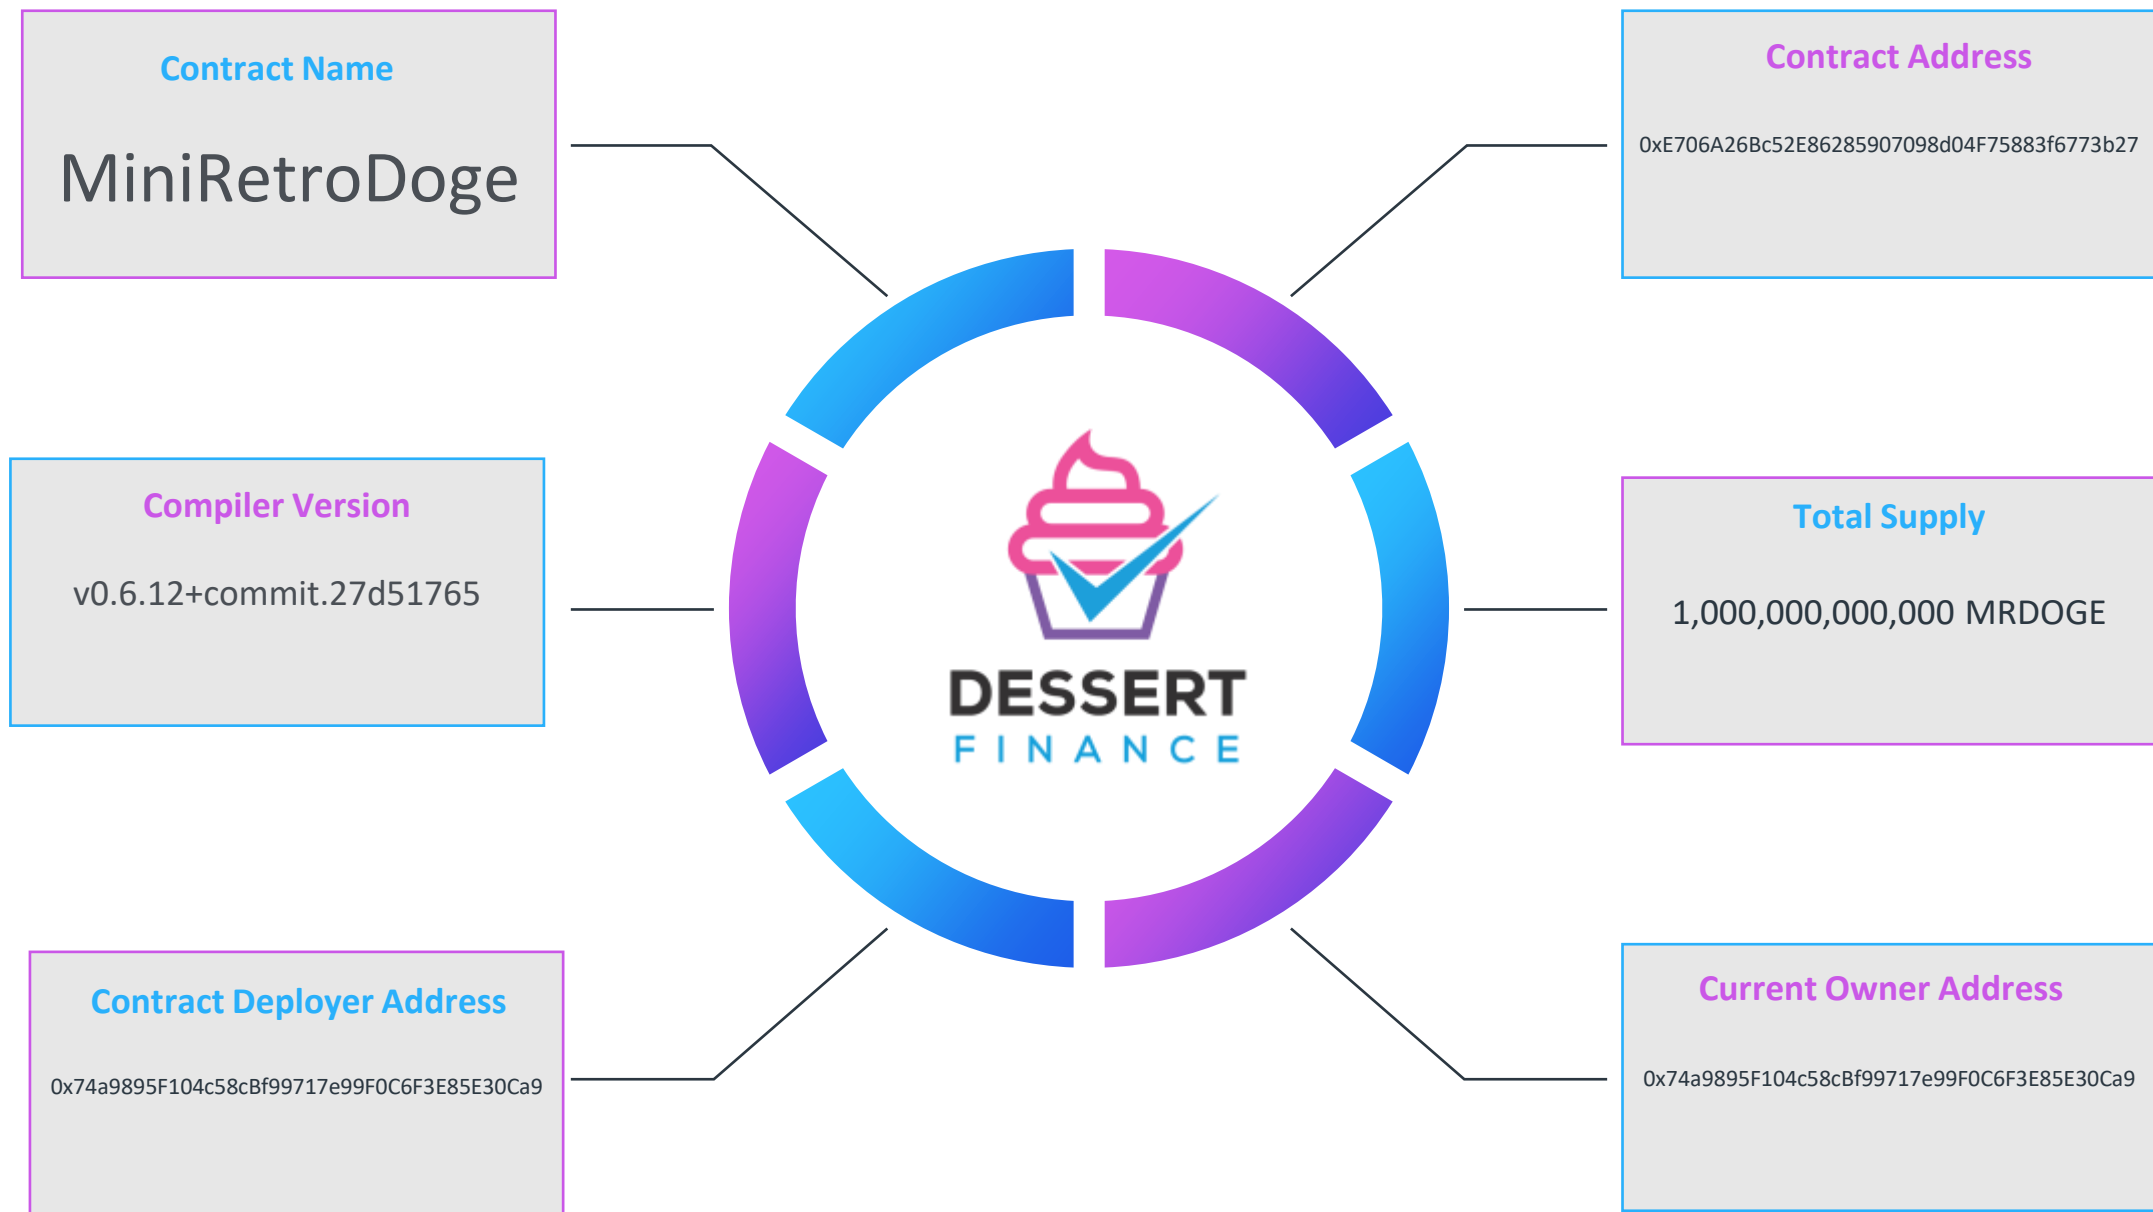 Contract Name
MiniRetroDoge
Contract Address
0xE706A26Bc52E86285907098d04F75883f6773b27
Compiler Version
v0.6.12+commit.27d51765
DESSERT
FINANCE
Total Supply
1,000,000,000,000 MRDOGE
Contract Deployer Address
0x74a9895F104c58cBf99717e99F0C6F3E85E30Ca9
Current Owner Address
0x74a9895F104c58cBf99717e99F0C6F3E85E30Ca9